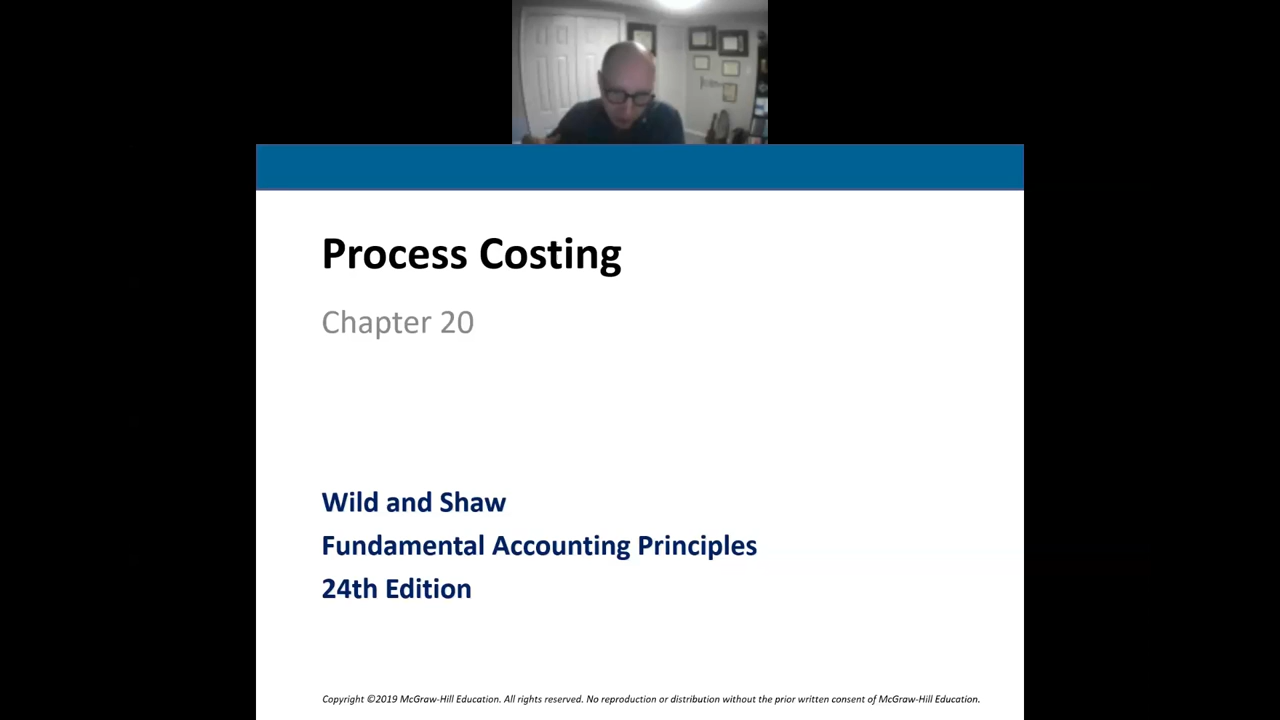 Process Costing
Chapter 20
Wild and Shaw
Fundamental Accounting Principles
24th Edition
Copyright ©2019 McGraw-Hill Education. All rights reserved. No reproduction or distribution without the prior written consent of McGraw-Hill Education.